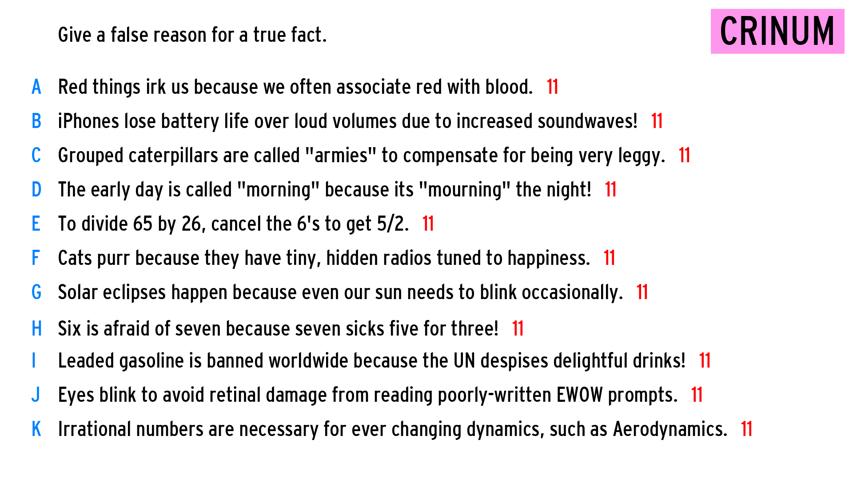 Give a false reason for a true fact.
CRINUM
A Red things irk us because we often associate red with blood. 11
B iPhones lose battery life over loud volumes due to increased soundwaves! 11
C Grouped caterpillars are called "armies" to compensate for being very leggy. 11
D The early day is called "morning" because its "mourning" the night! 11
E To divide 65 by 26, cancel the 6's to get 5/2. 11
F Cats purr because they have tiny, hidden radios tuned to happiness. 11
G Solar eclipses happen because even our sun needs to blink occasionally. 11
H Six is afraid of seven because seven sicks five for three! 11
I Leaded gasoline is banned worldwide because the UN despises delightful drinks! 11
J Eyes blink to avoid retinal damage from reading poorly-written EWOW prompts. 11
K Irrational numbers are necessary for ever changing dynamics, such as Aerodynamics. 11